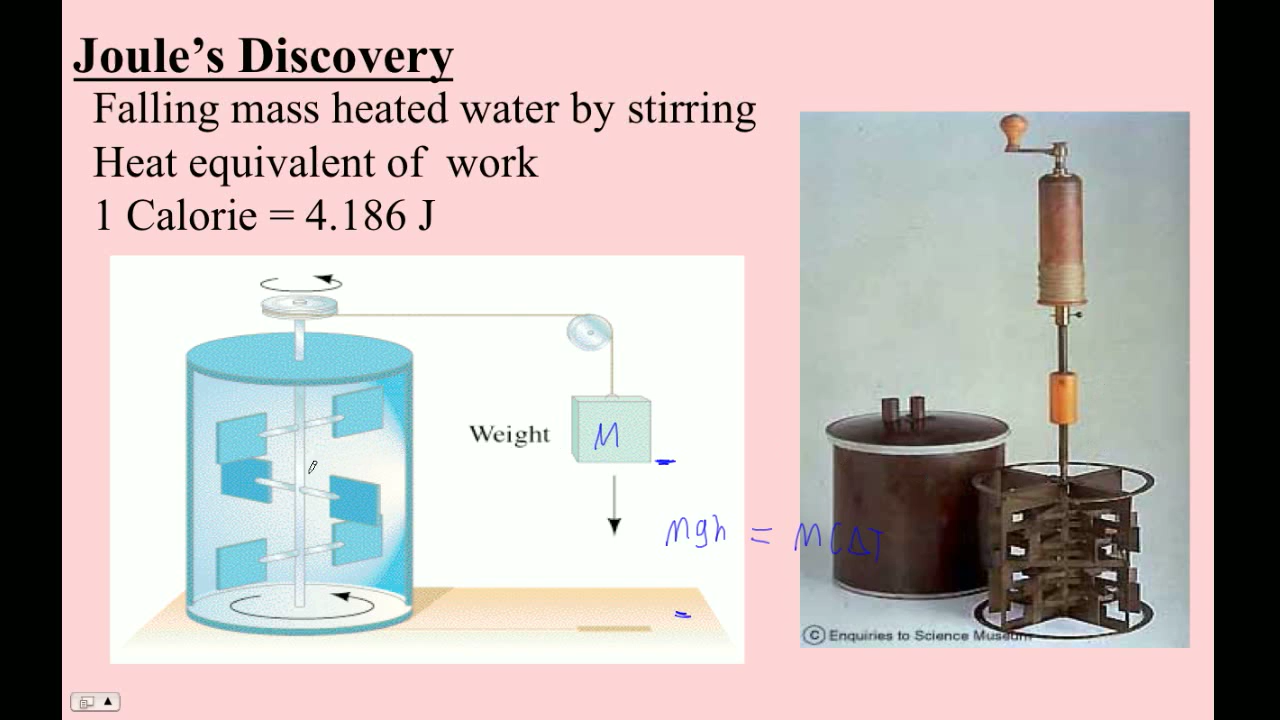 Joule's Discovery
Falling mass heated water by stirring
Heat equivalent of work
1 Calorie = 4.186 J
Weight
M
mgh = MCΔT
© Enquiries to Science Museum